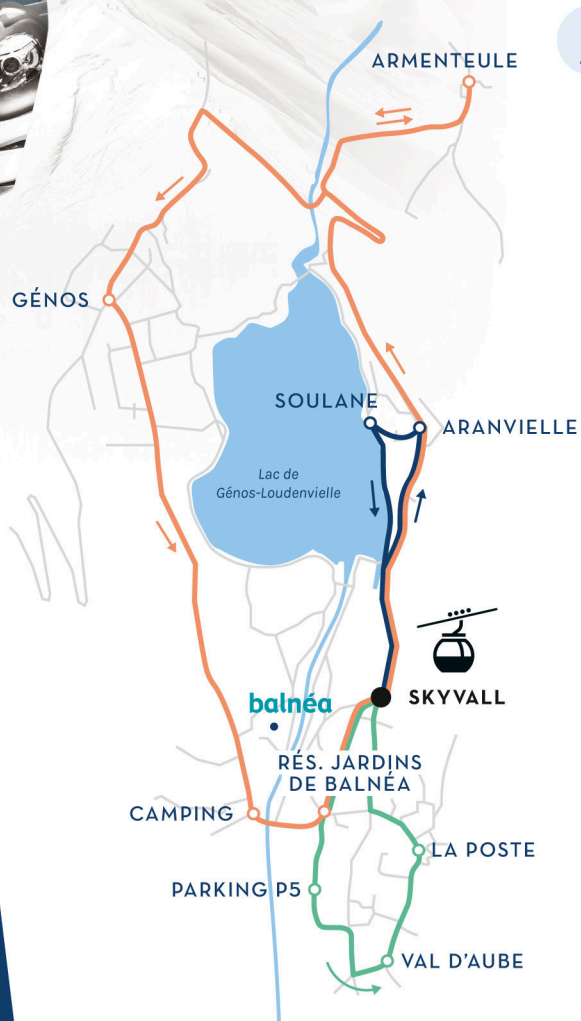 ARMENTEULE
GÉNOS
SOULANE
ARANVIELLE
Lac de
Génos-Loudenvielle
SKYVALL
balnéa
RÉS. JARDINS
DE BALNÉA
CAMPING
LA POSTE
PARKING P5
VAL D'AUBE